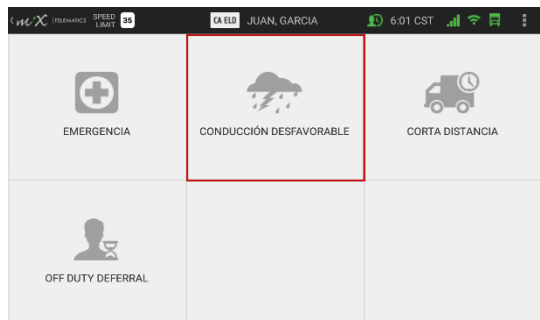 miX TELEMATICS SPEED LIMIT 35 CA ELD JUAN, GARCIA 6:01 CST
EMERGENCIA CONDUCCIÓN DESFAVORABLE CORTA DISTANCIA
OFF DUTY DEFERRAL